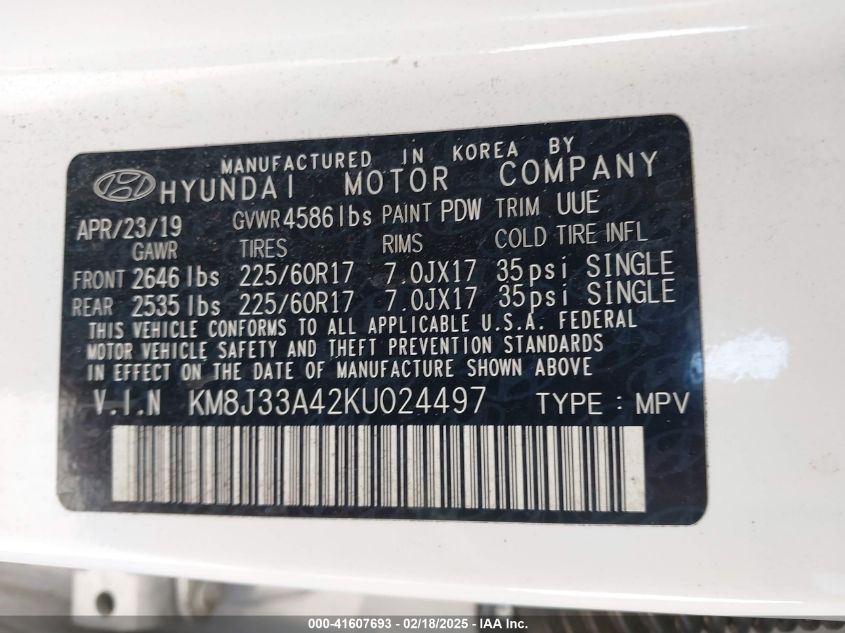 MANUFACTURED IN KOREA BY
HYUNDAI MOTOR COMPANY
APR/23/19 GVWR 4586 lbs PAINT PDW TRIM UUE
GAWR TIRES RIMS COLD TIRE INFL
FRONT 2646 lbs 225/60R17 7.0JX17 35psi SINGLE
REAR 2535 lbs 225/60R17 7.0JX17 35psi SINGLE
THIS VEHICLE CONFORMS TO ALL APPLICABLE U.S.A. FEDERAL
MOTOR VEHICLE SAFETY AND THEFT PREVENTION STANDARDS
IN EFFECT ON THE DATE OF MANUFACTURE SHOWN ABOVE
V.I.N KM8J33A42KU024497 TYPE : MPV
000-41607693 - 02/18/2025 - IAA Inc.